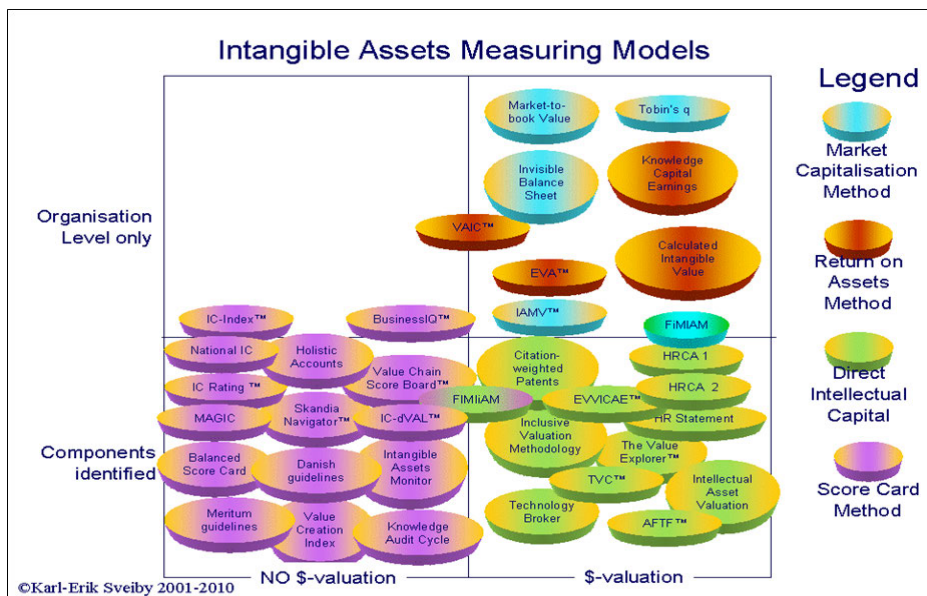 Intangible Assets Measuring Models
Legend
Market-to-
book Value
Tobin's q
Market
Capitalisation
Method
Invisible
Balance
Sheet
Knowledge
Capital
Earnings
Organisation
Level only
VAIC™
Calculated
Intangible
Value
EVA™
Return on
Assets
Method
IC-Index™
BusinessIQ™
IAMV™
FiMIAM
National IC
Holistic
Accounts
Citation-
weighted
Patents
HRCA 1
Value Chain
Score Board™
IC Rating ™
HRCA 2
FIMIiAM
EVVICAE™
Direct
Intellectual
Capital
MAGIC
Skandia
Navigator™
IC-dVAL™
HR Statement
Inclusive
Valuation
Methodology
The Value
Explorer™
Components
identified
Balanced
Score Card
Danish
guidelines
Intangible
Assets
Monitor
TVC™
Intellectual
Asset
Valuation
Score Card
Method
Meritum
guidelines
Value
Creation
Index
Knowledge
Audit Cycle
Technology
Broker
AFTF™
NO $-valuation
$-valuation
©Karl-Erik Sveiby 2001-2010